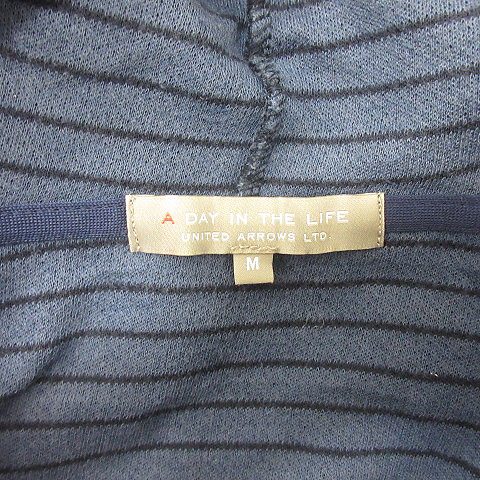 A DAY IN THE LIFE
UNITED ARROWS LTD.
M